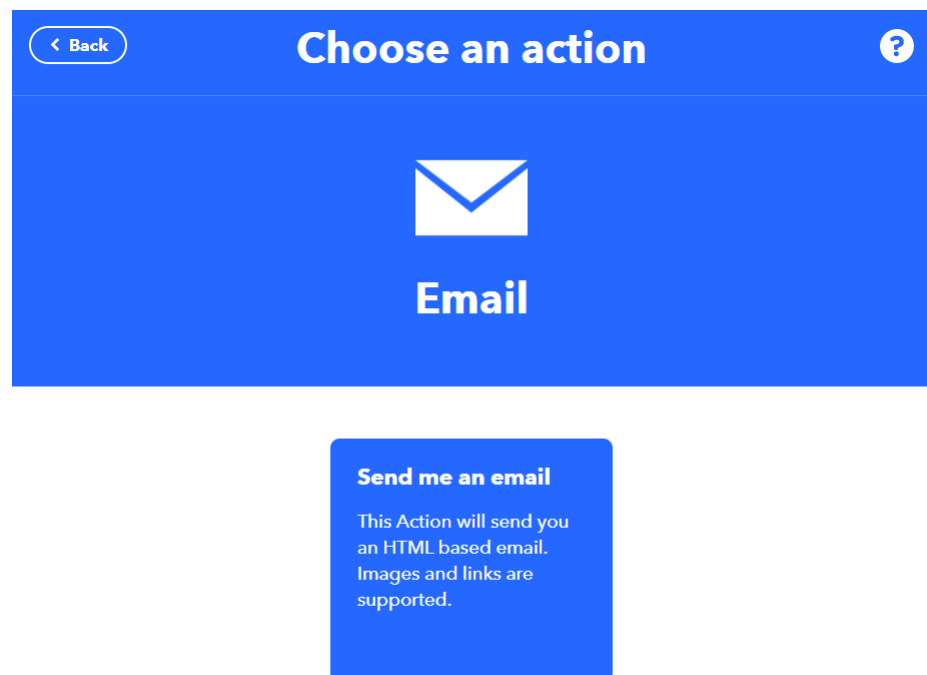 Back
Choose an action
?
Email
Send me an email
This Action will send you
an HTML based email.
Images and links are
supported.